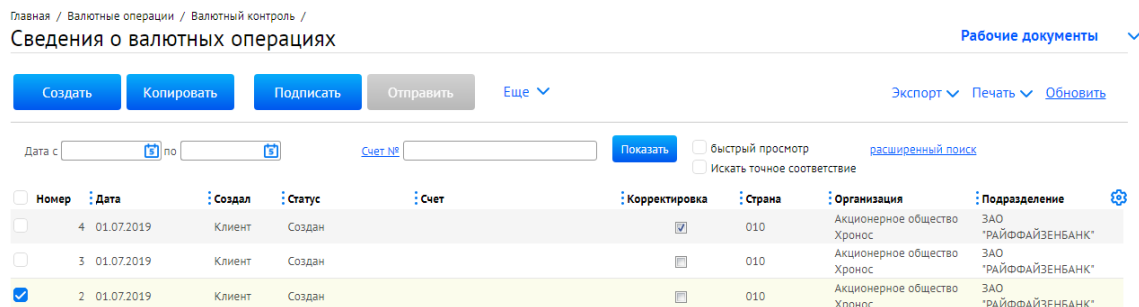 Главная / Валютные операции / Валютный контроль /
Сведения о валютных операциях
Рабочие документы
Создать Копировать Подписать Отправить Еще Экспорт Печать Обновить
Дата с 5 по 5 Счет № Показать быстрый просмотр расширенный поиск
Искать точное соответствие
Номер Дата Создал Статус Счет Корректировка Страна Организация Подразделение
4 01.07.2019 Клиент Создан 010 Акционерное общество ЗАО
Хронос "РАЙФФАЙЗЕНБАНК"
3 01.07.2019 Клиент Создан 010 Акционерное общество ЗАО
Хронос "РАЙФФАЙЗЕНБАНК"
2 01.07.2019 Клиент Создан 010 Акционерное общество ЗАО
Хронос "РАЙФФАЙЗЕНБАНК"